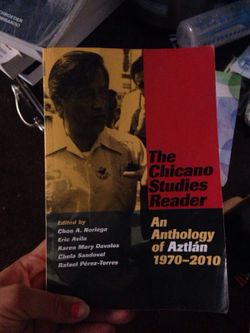 The
Chicano
Studies
Reader
An
Anthology
of Aztlán
1970–2010
Edited by
Chon A. Noriega
Eric Avila
Karen Mary Davalos
Chela Sandoval
Rafael Pérez-Torres